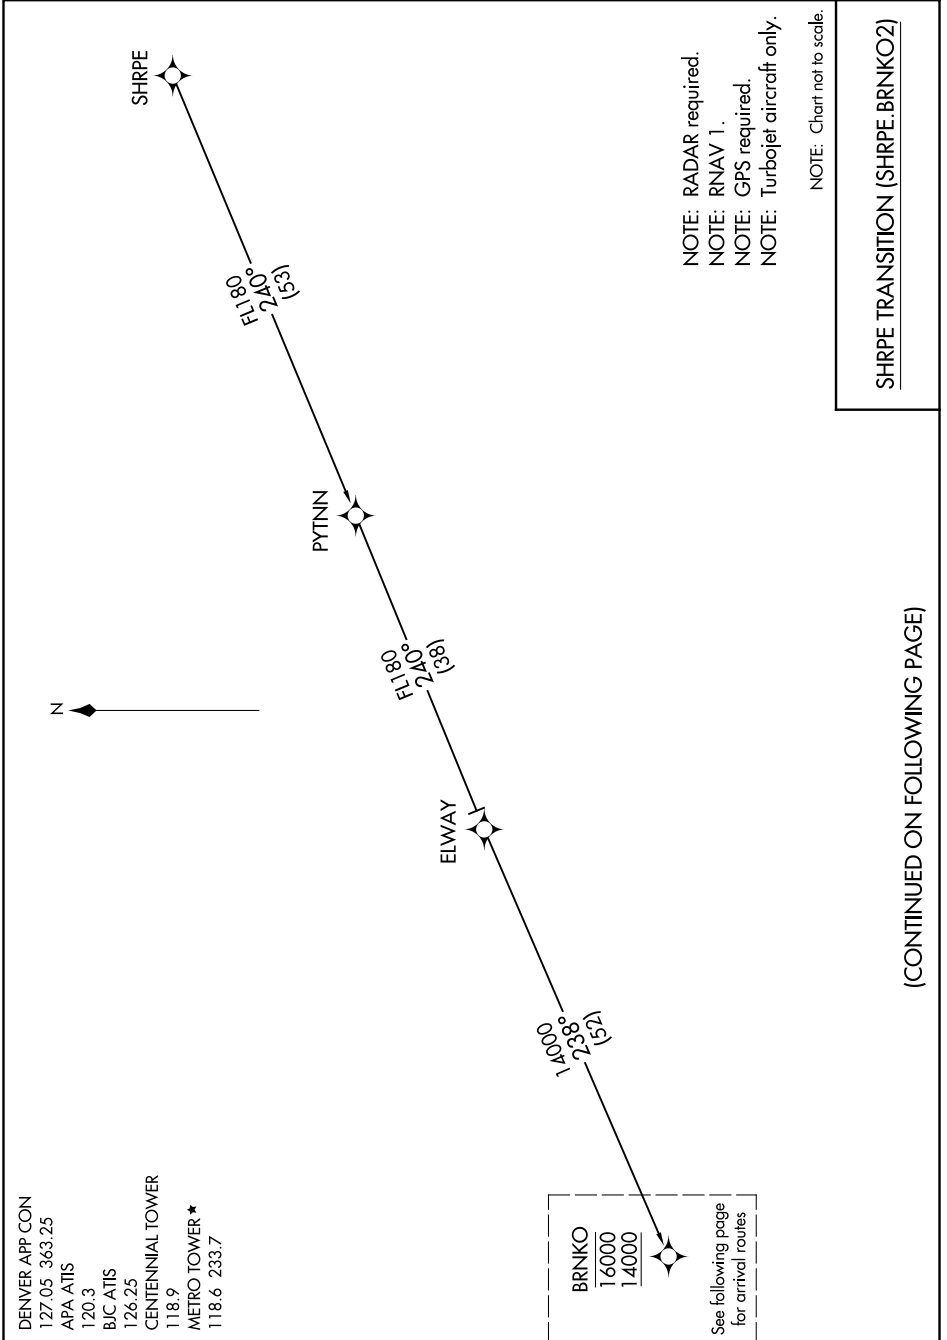 DENVER APP CON
127.05 363.25
APA ATIS
120.3
BJC ATIS
126.25
CENTENNIAL TOWER
118.9
METRO TOWER ★
118.6 233.7
N
SHRPE
FL180
240°
(53)
PYTNN
FL180
240°
(38)
ELWAY
14000
238°
(52)
BRNKO
16000
14000
See following page
for arrival routes
NOTE: RADAR required.
NOTE: RNAV 1.
NOTE: GPS required.
NOTE: Turbojet aircraft only.
NOTE: Chart not to scale.
SHRPE TRANSITION (SHRPE.BRNKO2)
(CONTINUED ON FOLLOWING PAGE)